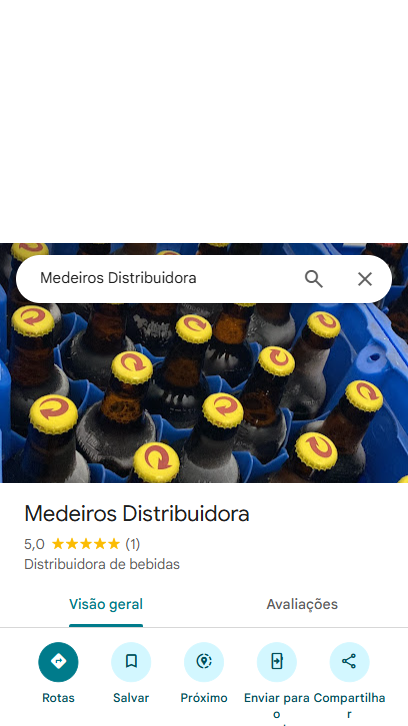 Medeiros Distribuidora
Medeiros Distribuidora
5,0 (1)
Distribuidora de bebidas
Visão geral Avaliações
Rotas Salvar Próximo Enviar para o Compartilhar